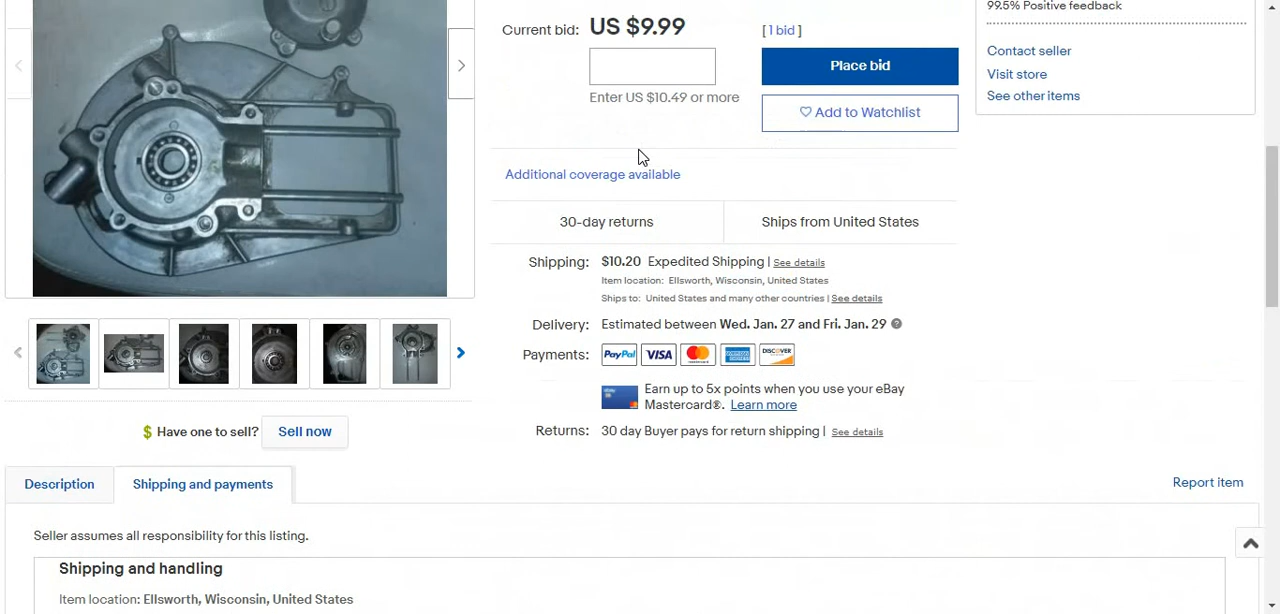 99.5% Positive feedback
Current bid: US $9.99 [ 1 bid ]
Place bid
Enter US $10.49 or more
Add to Watchlist
Contact seller
Visit store
See other items
Additional coverage available
30-day returns Ships from United States
Shipping: $10.20 Expedited Shipping | See details
Item location: Ellsworth, Wisconsin, United States
Ships to: United States and many other countries | See details
Delivery: Estimated between Wed. Jan. 27 and Fri. Jan. 29 ?
Payments: PayPal VISA MasterCard AMERICAN EXPRESS DISCOVER
Earn up to 5x points when you use your eBay
Mastercard®. Learn more
Returns: 30 day Buyer pays for return shipping | See details
$ Have one to sell? Sell now
Description Shipping and payments Report item
Seller assumes all responsibility for this listing.
Shipping and handling
Item location: Ellsworth, Wisconsin, United States